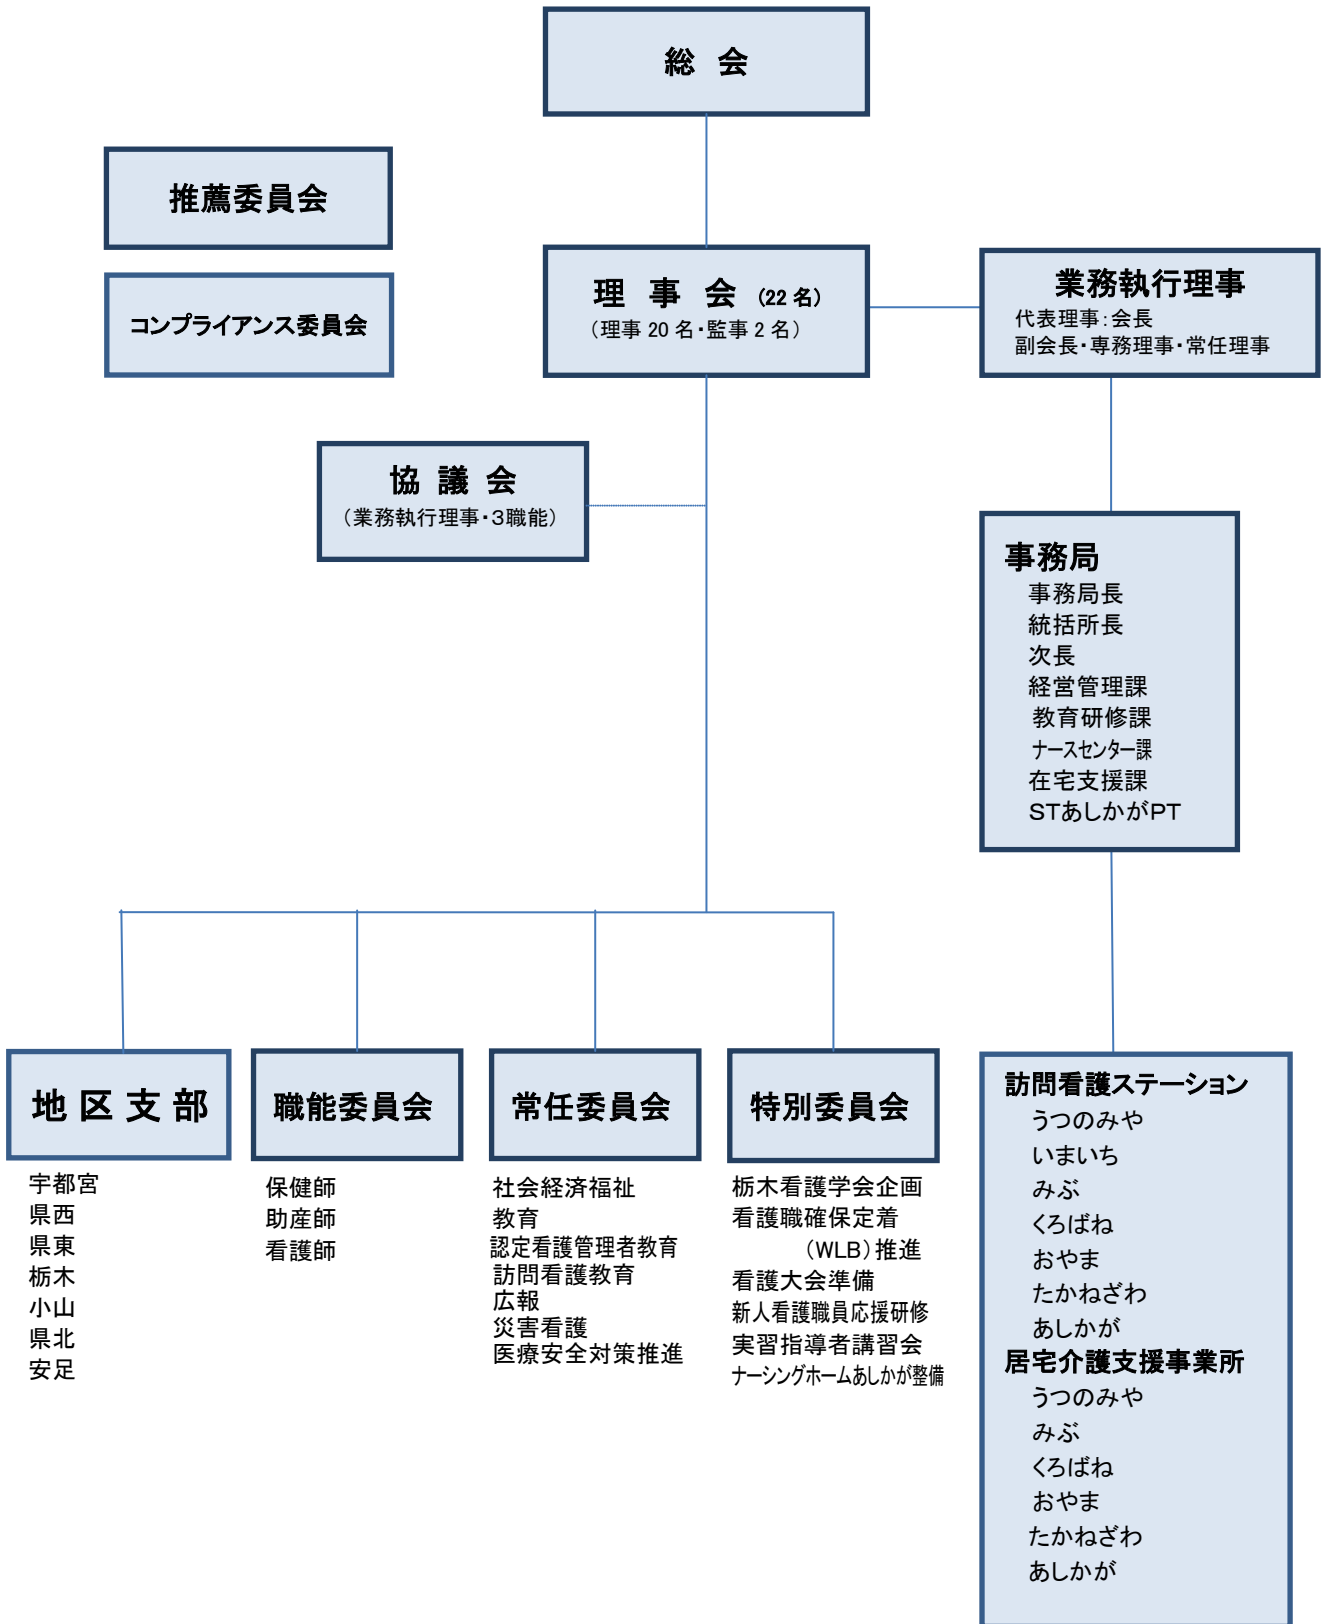 総 会
推薦委員会
コンプライアンス委員会
理 事 会 (22 名)
(理事 20 名・監事 2 名)
業務執行理事
代表理事:会長
副会長・専務理事・常任理事
協 議 会
(業務執行理事・3職能)
事務局
事務局長
統括所長
次長
経営管理課
教育研修課
ナースセンター課
在宅支援課
STあしかがPT
地 区 支 部
宇都宮
県西
県東
栃木
小山
県北
安足
職能委員会
保健師
助産師
看護師
常任委員会
社会経済福祉
教育
認定看護管理者教育
訪問看護教育
広報
災害看護
医療安全対策推進
特別委員会
栃木看護学会企画
看護職確保定着
(WLB)推進
看護大会準備
新人看護職員応援研修
実習指導者講習会
ナーシングホームあしかが整備
訪問看護ステーション
うつのみや
いまいち
みぶ
くろばね
おやま
たかねざわ
あしかが
居宅介護支援事業所
うつのみや
みぶ
くろばね
おやま
たかねざわ
あしかが